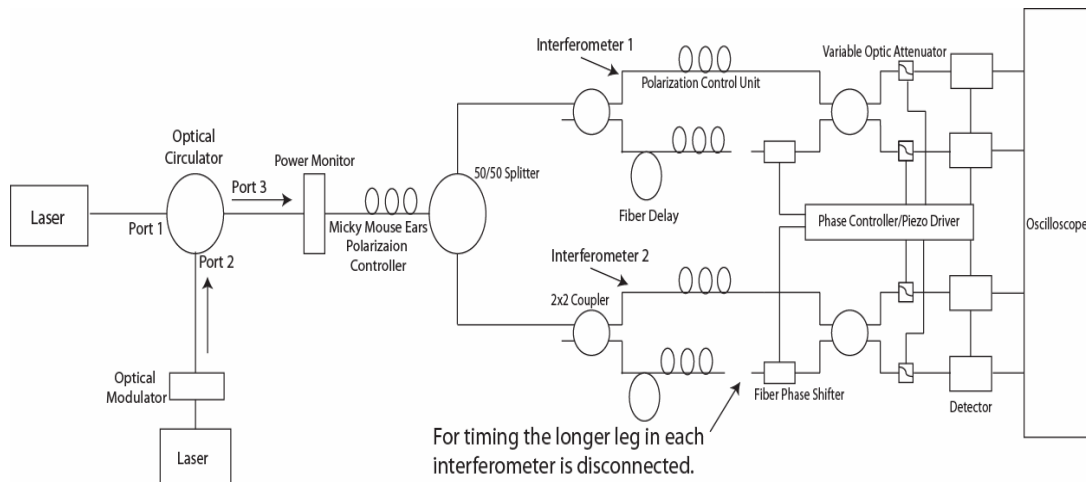 Interferometer 1
Variable Optic Attenuator
Polarization Control Unit
Optical
Circulator
Power Monitor
50/50 Splitter
Port 3
Fiber Delay
Laser
Port 1
Micky Mouse Ears
Polarizaion
Controller
Phase Controller/Piezo Driver
Oscilloscope
Port 2
Interferometer 2
2x2 Coupler
Optical
Modulator
Fiber Phase Shifter
Detector
Laser
For timing the longer leg in each
interferometer is disconnected.